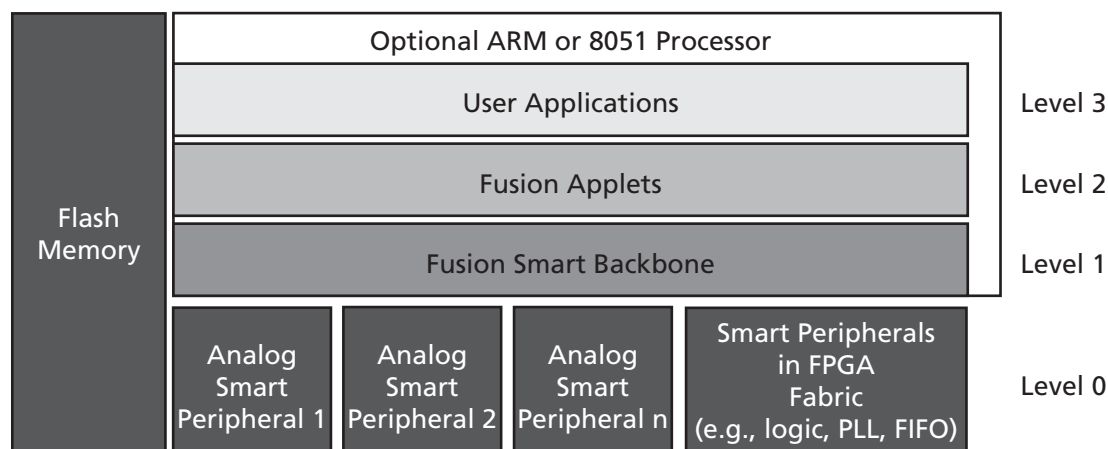 Optional ARM or 8051 Processor
User Applications
Level 3
Fusion Applets
Level 2
Flash
Memory
Fusion Smart Backbone
Level 1
Analog
Smart
Peripheral 1
Analog
Smart
Peripheral 2
Analog
Smart
Peripheral n
Smart Peripherals
in FPGA
Fabric
(e.g., logic, PLL, FIFO)
Level 0